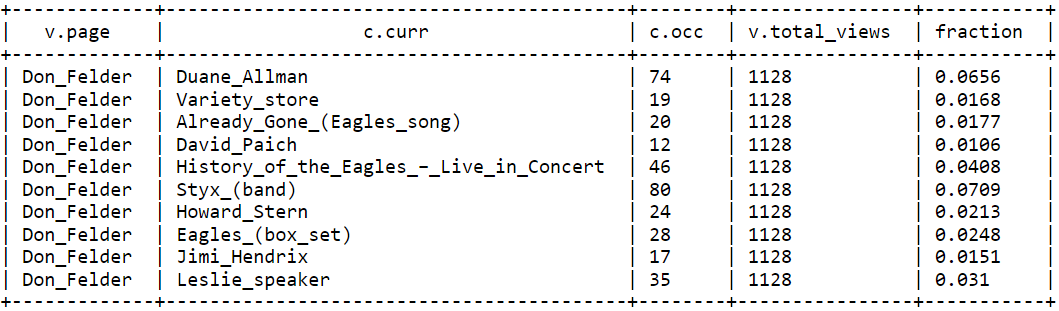 +--------------+-------------------------------------------+---------+----------------+-----------+
| v.page | c.curr | c.occ | v.total_views | fraction |
+--------------+-------------------------------------------+---------+----------------+-----------+
| Don_Felder | Duane_Allman | 74 | 1128 | 0.0656 |
| Don_Felder | Variety_store | 19 | 1128 | 0.0168 |
| Don_Felder | Already_Gone_(Eagles_song) | 20 | 1128 | 0.0177 |
| Don_Felder | David_Paich | 12 | 1128 | 0.0106 |
| Don_Felder | History_of_the_Eagles_–_Live_in_Concert | 46 | 1128 | 0.0408 |
| Don_Felder | Styx_(band) | 80 | 1128 | 0.0709 |
| Don_Felder | Howard_Stern | 24 | 1128 | 0.0213 |
| Don_Felder | Eagles_(box_set) | 28 | 1128 | 0.0248 |
| Don_Felder | Jimi_Hendrix | 17 | 1128 | 0.0151 |
| Don_Felder | Leslie_speaker | 35 | 1128 | 0.031 |
+--------------+-------------------------------------------+---------+----------------+-----------+